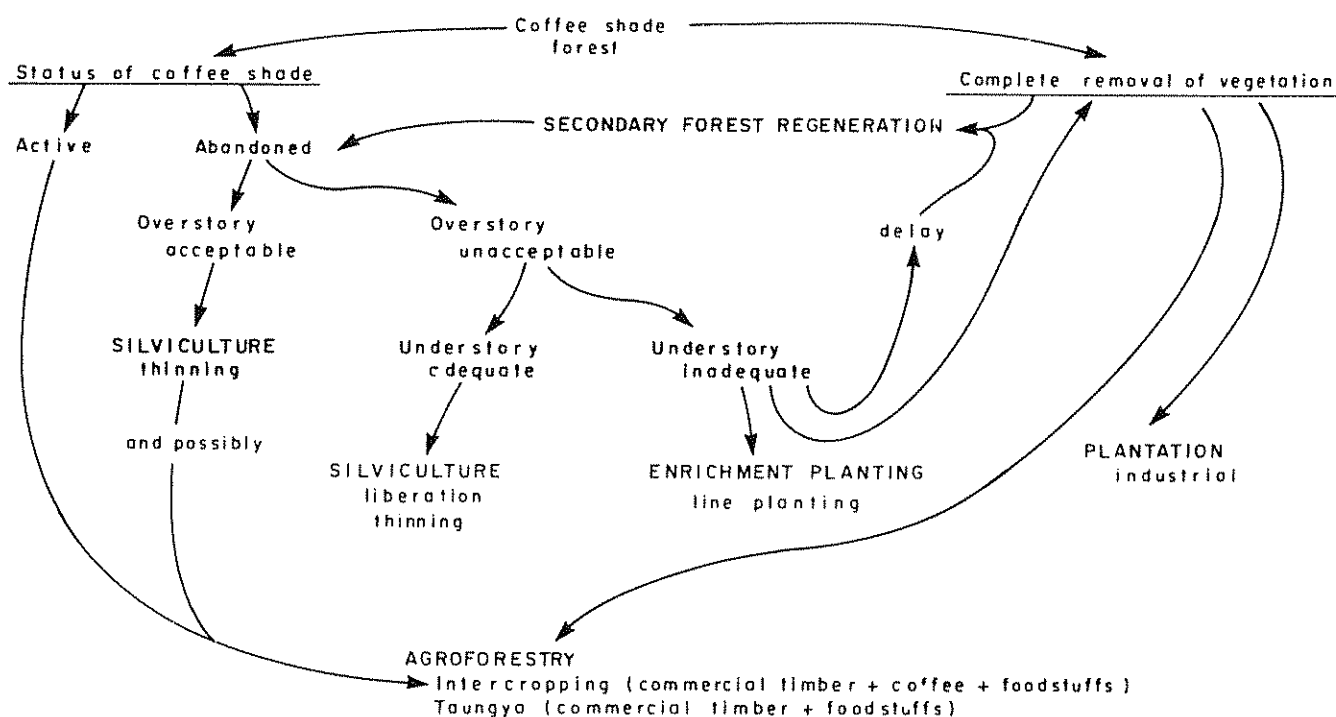 Coffee shade
forest
Status of coffee shade
Complete removal of vegetation
SECONDARY FOREST REGENERATION
Active
Abandoned
Overstory
acceptable
Overstory
unacceptable
delay
SILVICULTURE
thinning
Understory
cdequate
Understory
inadequate
and possibly
SILVICULTURE
liberation
thinning
ENRICHMENT PLANTING
line planting
PLANTATION
industrial
AGROFORESTRY
Intercropping (commercial timber + coffee + foodstuffs)
Taungya (commercial timber + foodstuffs)